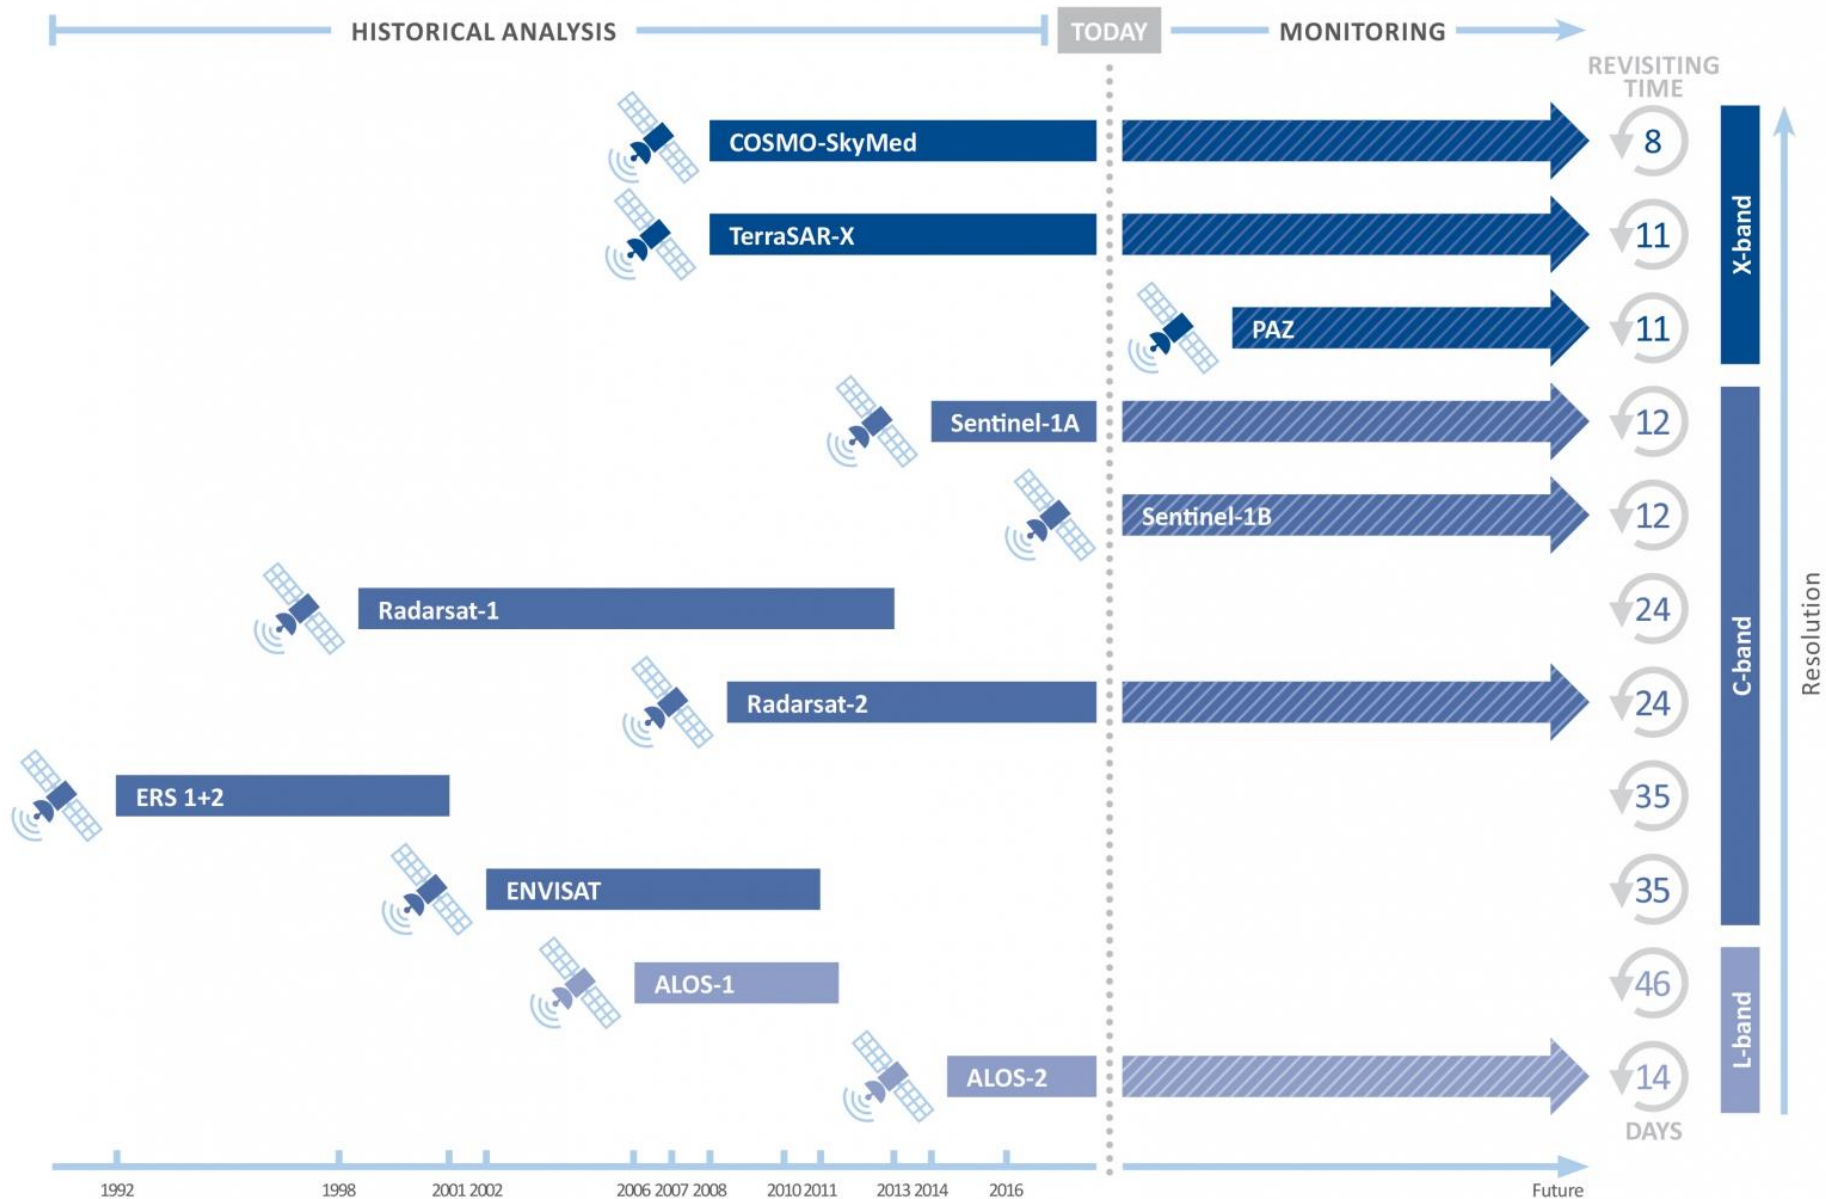 HISTORICAL ANALYSIS
TODAY
MONITORING
REVISITING
TIME
COSMO-SkyMed
8
TerraSAR-X
11
PAZ
11
X-band
Sentinel-1A
12
Sentinel-1B
12
Radarsat-1
24
Radarsat-2
24
ERS 1+2
35
ENVISAT
35
C-band
Resolution
ALOS-1
46
ALOS-2
14
L-band
DAYS
1992 1998 2001 2002 2006 2007 2008 2010 2011 2013 2014 2016 Future